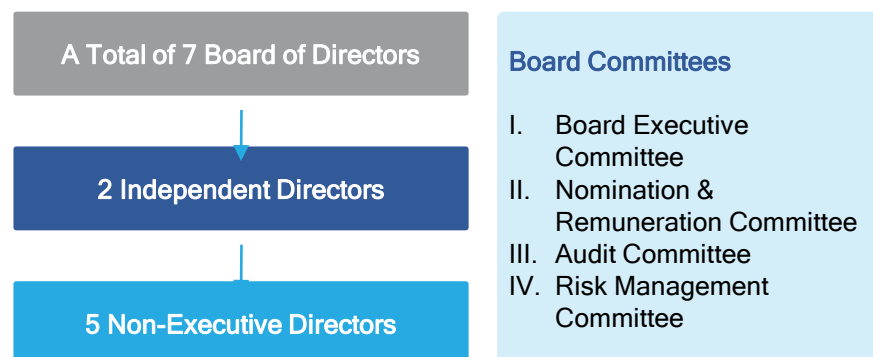 A Total of 7 Board of Directors
2 Independent Directors
5 Non-Executive Directors
Board Committees
I. Board Executive
Committee
II. Nomination &
Remuneration Committee
III. Audit Committee
IV. Risk Management
Committee